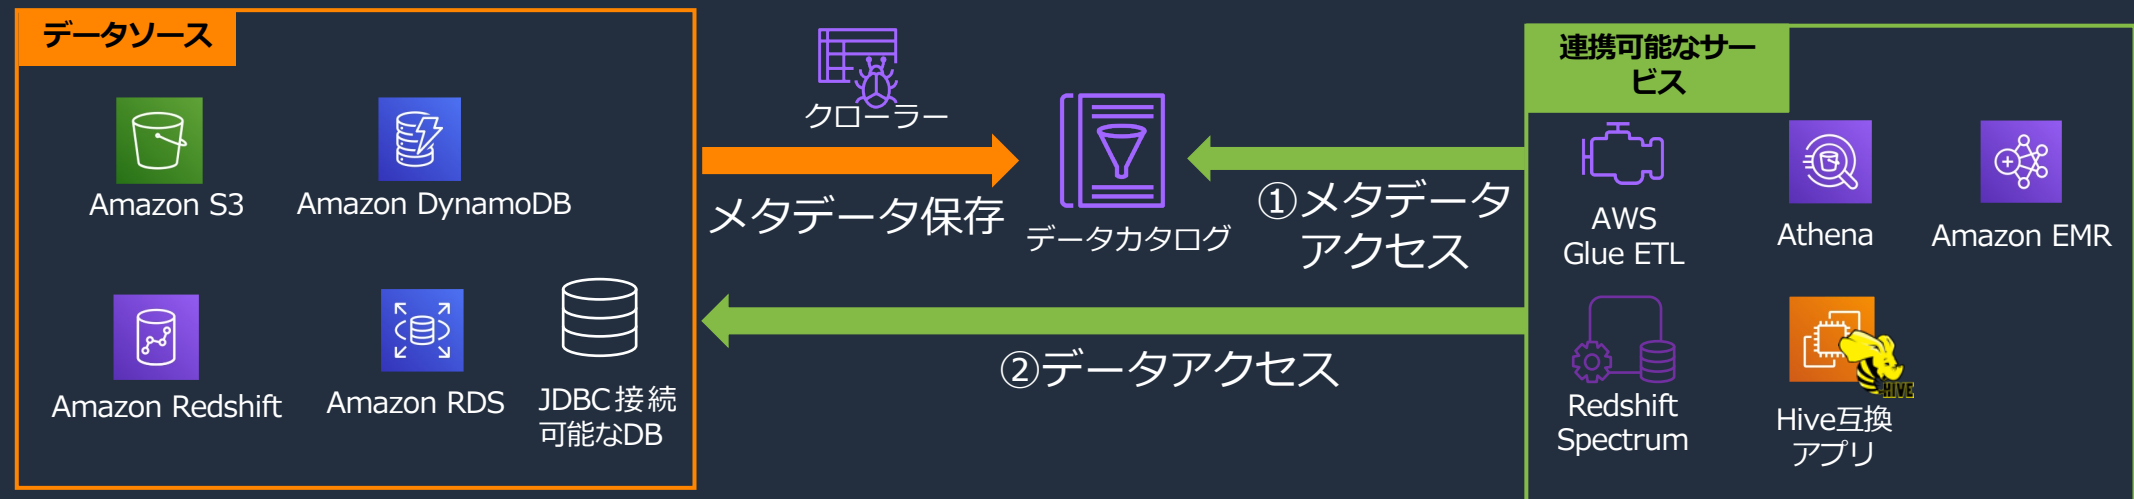 データソース
Amazon S3
Amazon DynamoDB
Amazon Redshift
Amazon RDS
JDBC接続
可能なDB
クローラー
メタデータ保存
データカタログ
①メタデータ
アクセス
②データアクセス
連携可能なサー
ビス
AWS
Glue ETL
Athena
Amazon EMR
Redshift
Spectrum
HIVE
Hive互換
アプリ